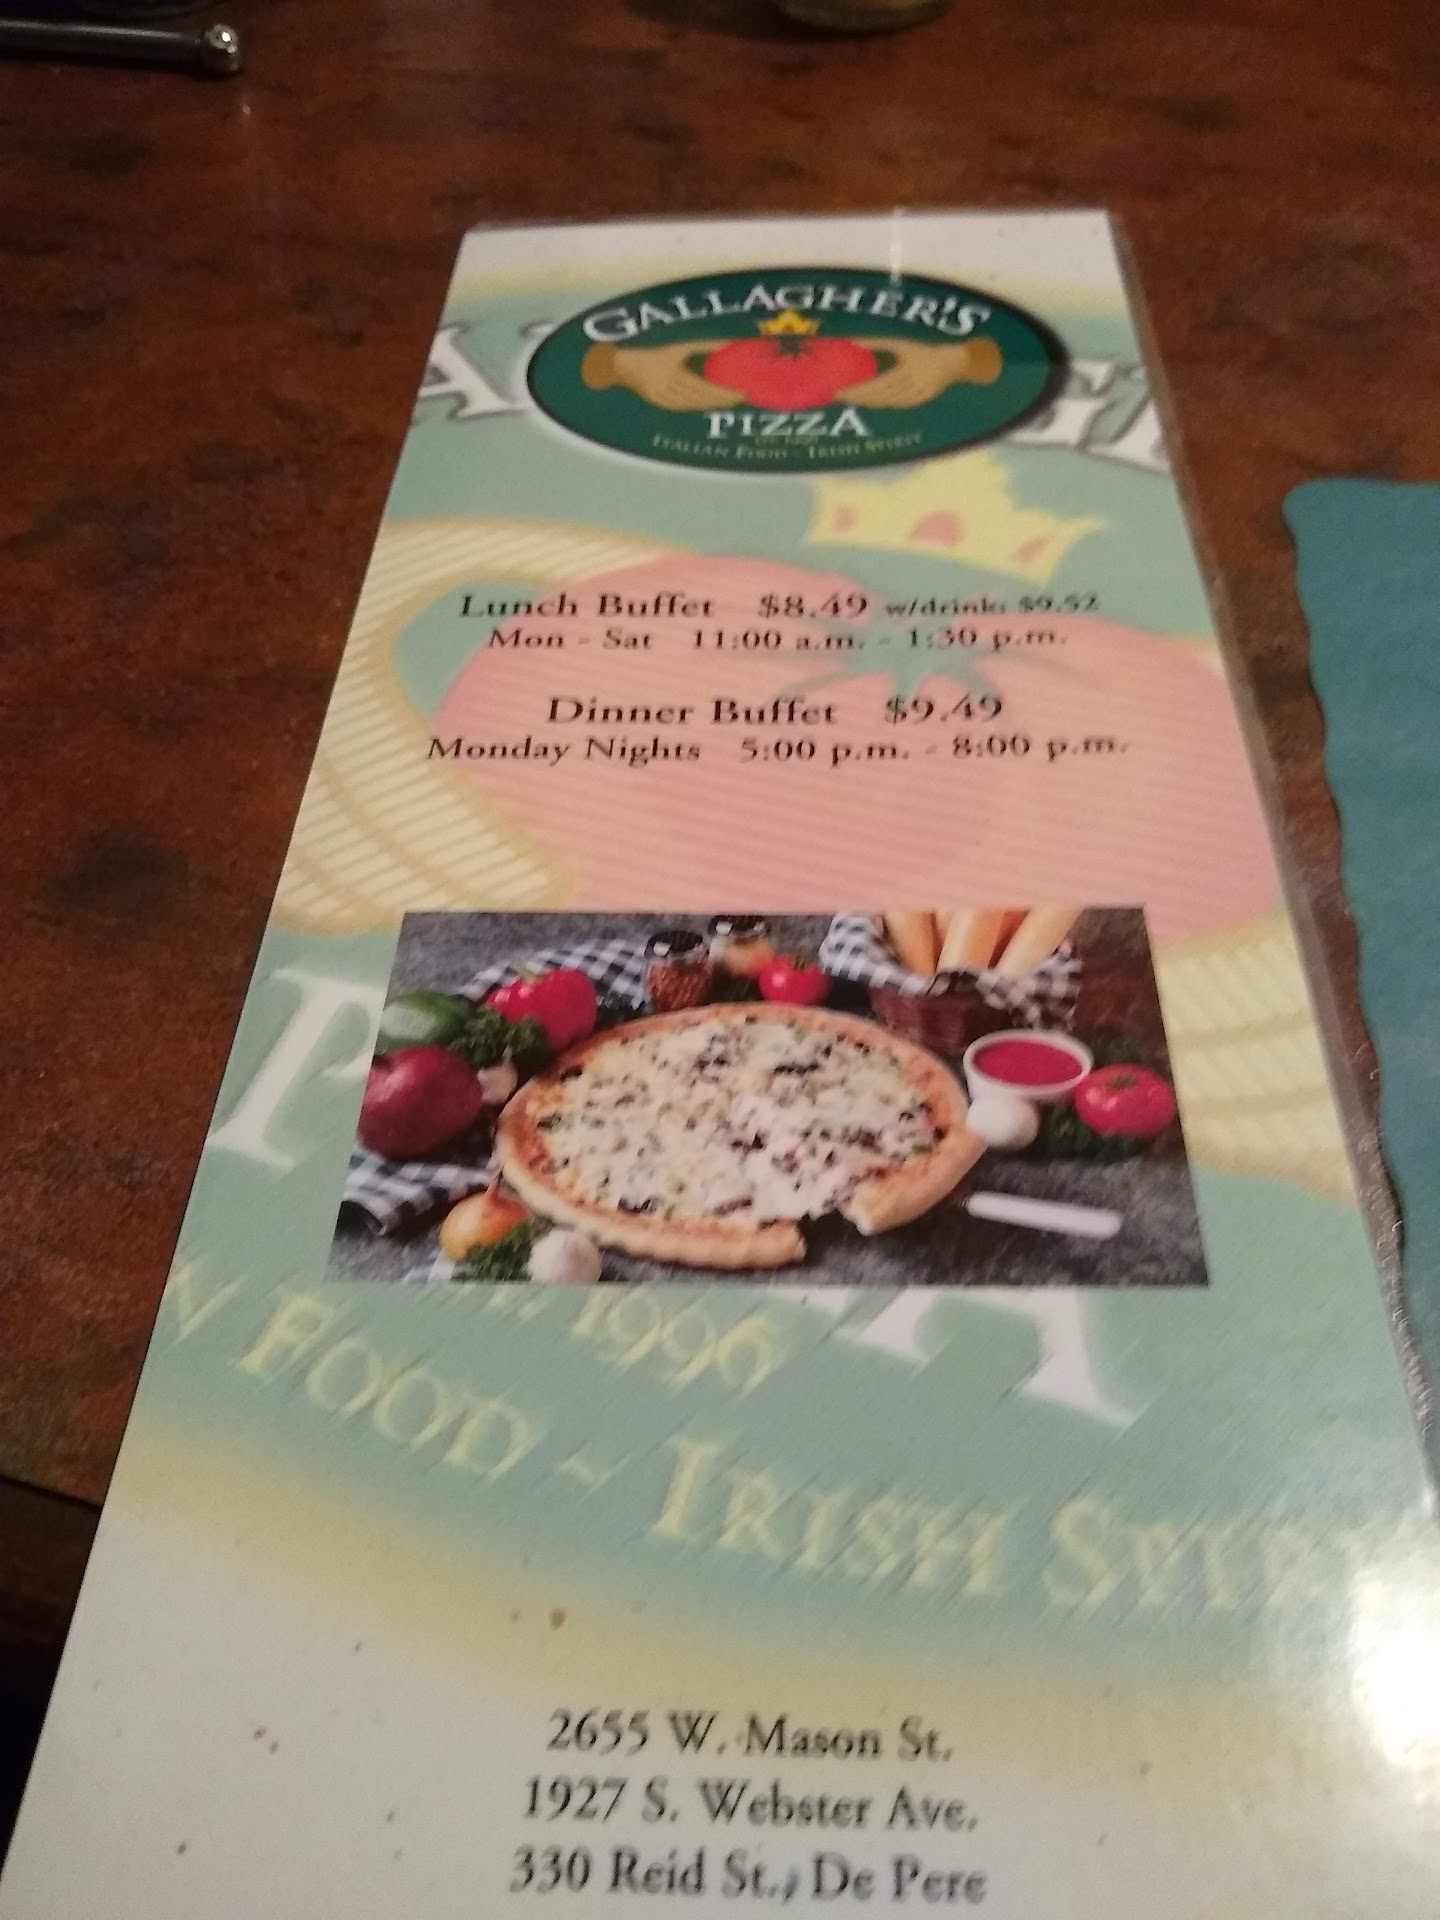 GALLAGHER'S
PIZZA
ITALIAN FOOD - IRISH SPIRIT
Lunch Buffet $8.49 w/drink: $9.52
Mon - Sat 11:00 a.m. - 1:30 p.m.
Dinner Buffet $9.49
Monday Nights 5:00 p.m. - 8:00 p.m.
1996
FOOD - IRISH
2655 W. Mason St.
1927 S. Webster Ave.
330 Reid St., De Pere